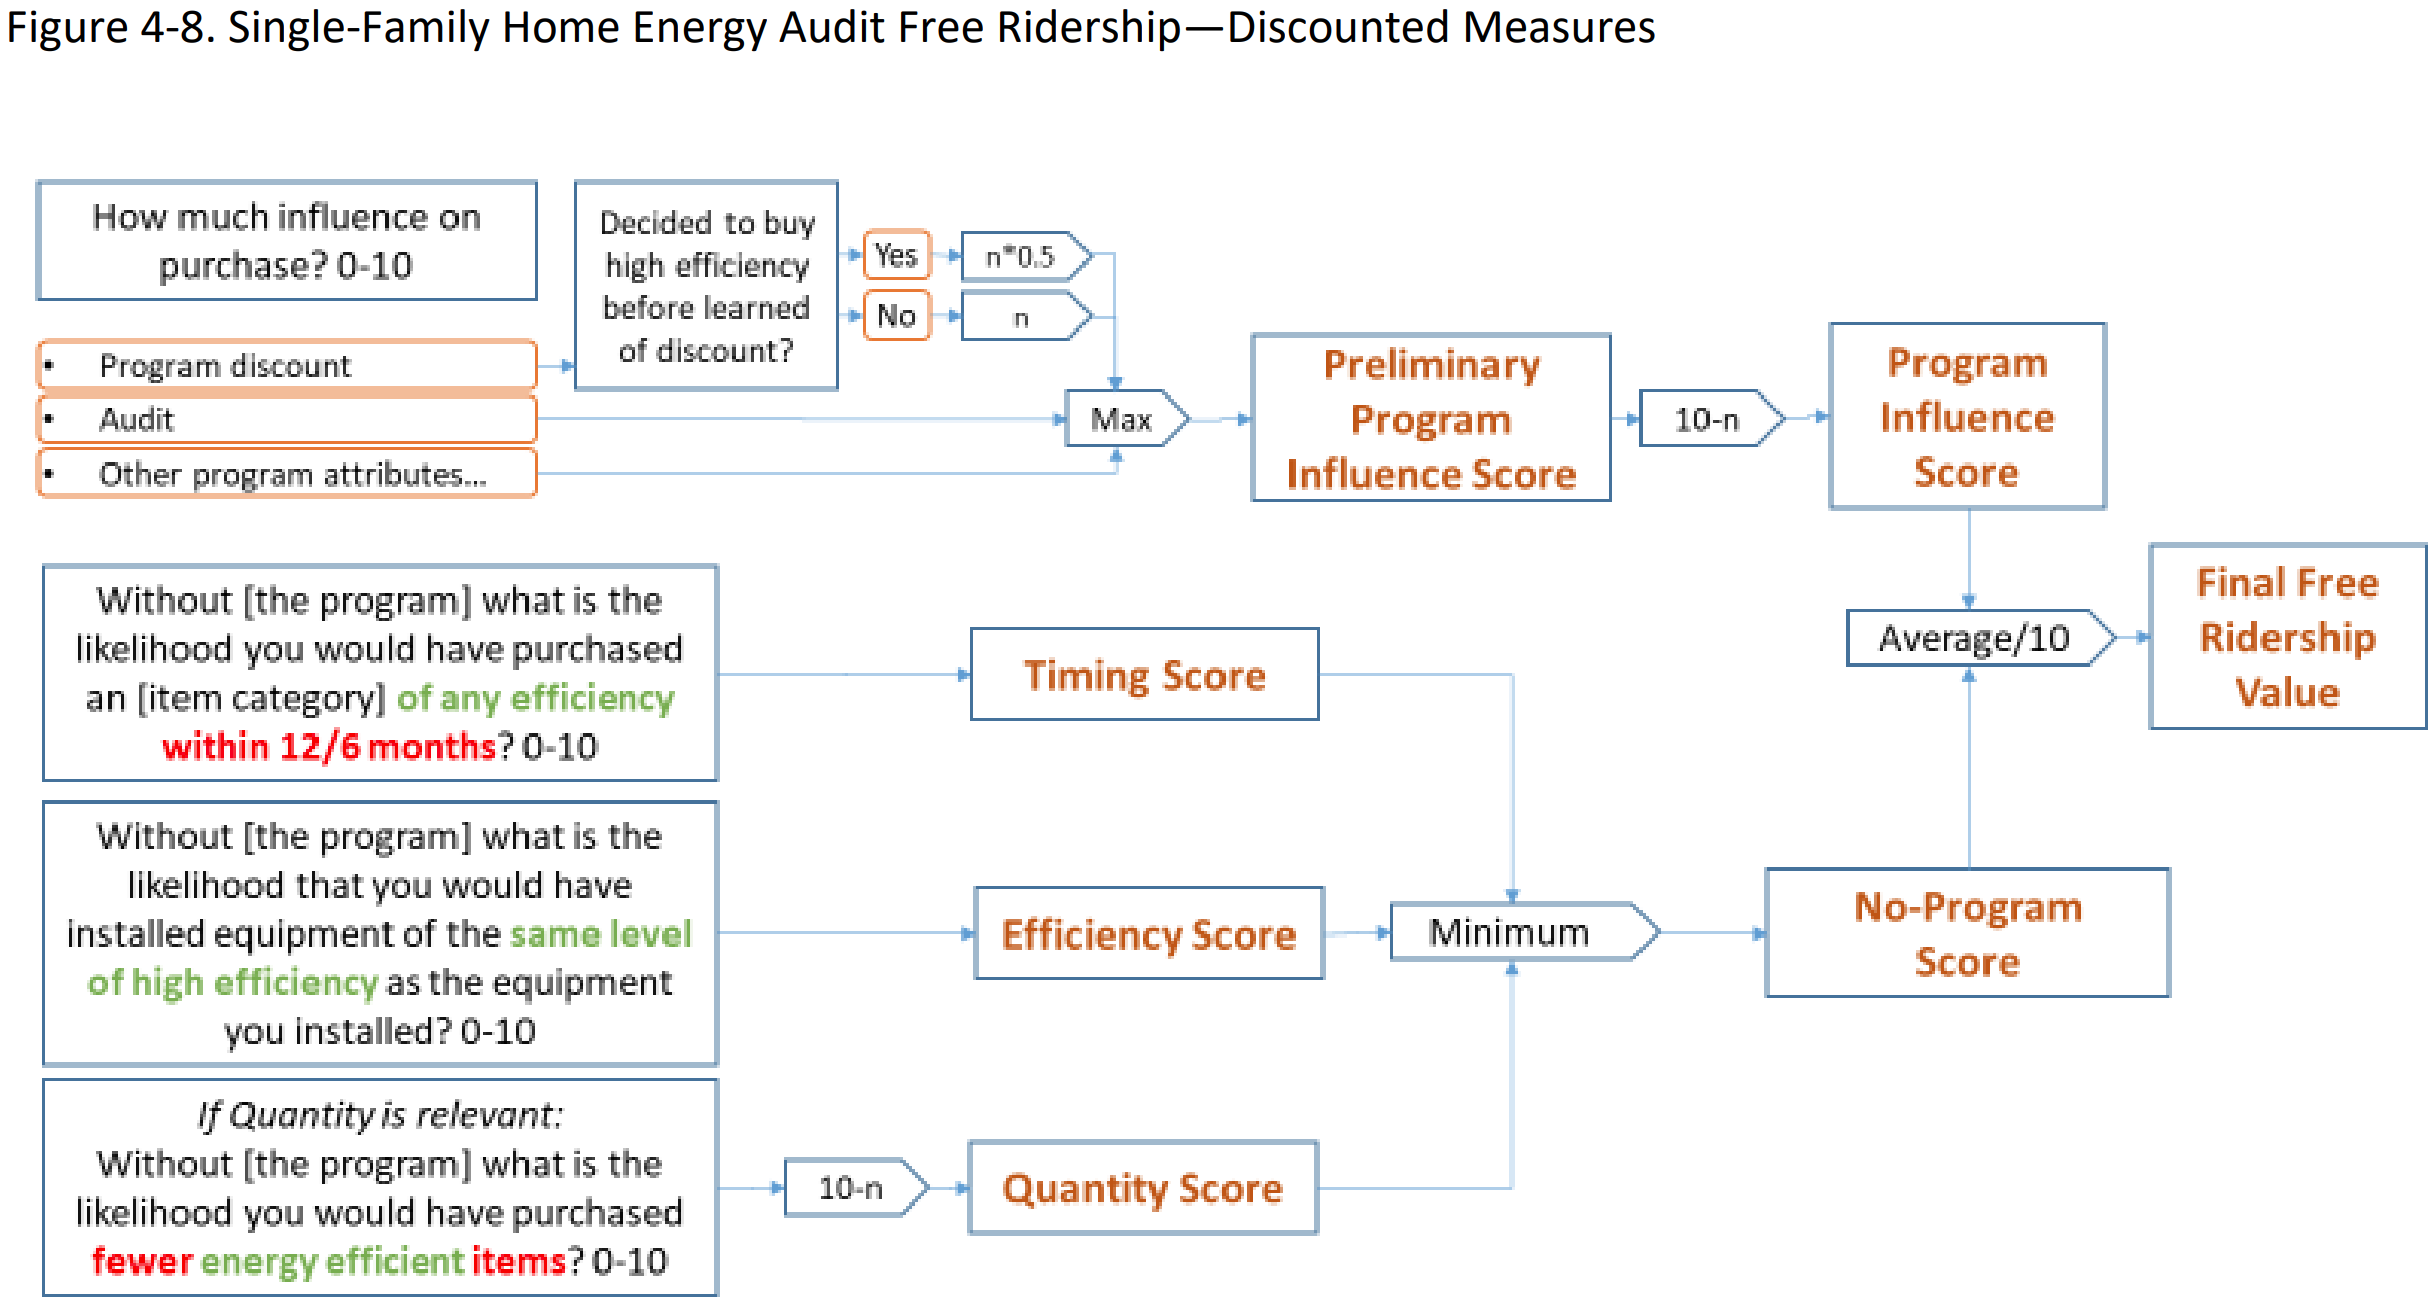 Figure 4-8. Single-Family Home Energy Audit Free Ridership—Discounted Measures
How much influence on
purchase? 0-10
• Program discount
• Audit
• Other program attributes...
Decided to buy
high efficiency
before learned
of discount?
Yes
n*0.5
No
n
Max
Preliminary
Program
Influence Score
10-n
Program
Influence
Score
Without [the program] what is the
likelihood you would have purchased
an [item category] of any efficiency
within 12/6 months? 0-10
Timing Score
Average/10
Final Free
Ridership
Value
Without [the program] what is the
likelihood that you would have
installed equipment of the same level
of high efficiency as the equipment
you installed? 0-10
Efficiency Score
Minimum
No-Program
Score
If Quantity is relevant:
Without [the program] what is the
likelihood you would have purchased
fewer energy efficient items? 0-10
10-n
Quantity Score